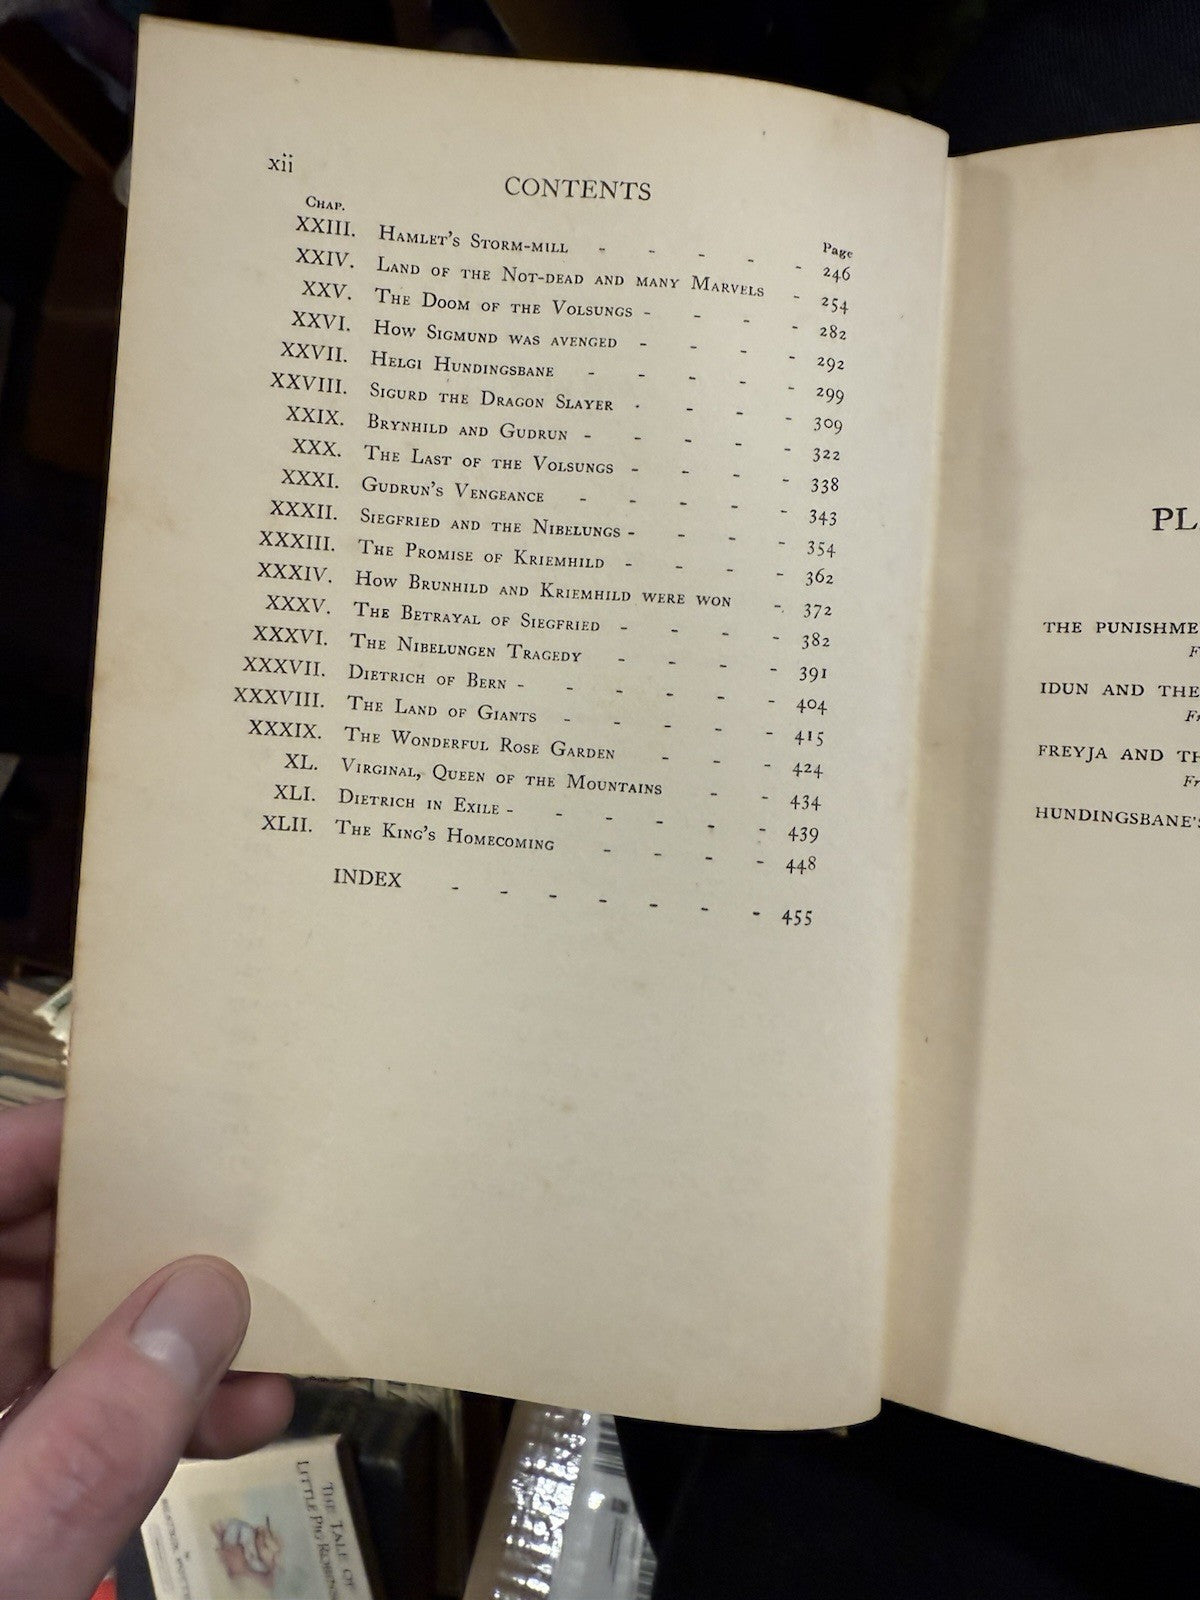 xii
CONTENTS
Chap. Page
XXIII. Hamlet's Storm-mill - - - - - 246
XXIV. Land of the Not-dead and many Marvels - 254
XXV. The Doom of the Volsungs - - - - 282
XXVI. How Sigmund was avenged - - - - 292
XXVII. Helgi Hundingsbane - - - - - 299
XXVIII. Sigurd the Dragon Slayer - - - - 309
XXIX. Brynhild and Gudrun - - - - - 322
XXX. The Last of the Volsungs - - - - 338
XXXI. Gudrun's Vengeance - - - - - 343
XXXII. Siegfried and the Nibelungs - - - - 354
XXXIII. The Promise of Kriemhild - - - - 362
XXXIV. How Brunhild and Kriemhild were won - 372
XXXV. The Betrayal of Siegfried - - - - 382
XXXVI. The Nibelungen Tragedy - - - - 391
XXXVII. Dietrich of Bern - - - - - - 404
XXXVIII. The Land of Giants - - - - - 415
XXXIX. The Wonderful Rose Garden - - - 424
XL. Virginal, Queen of the Mountains - - 434
XLI. Dietrich in Exile - - - - - - 439
XLII. The King's Homecoming - - - - 448
INDEX - - - - - - - 455
PL
THE PUNISHME
F
IDUN AND THE
Fr
FREYJA AND TH
Fr
HUNDINGSBANE'S
THE TALE OF
LITTLE PIG ROBIN